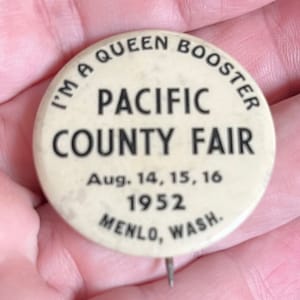 I'M A QUEEN BOOSTER
PACIFIC
COUNTY FAIR
Aug. 14, 15, 16
1952
MENLO, WASH.